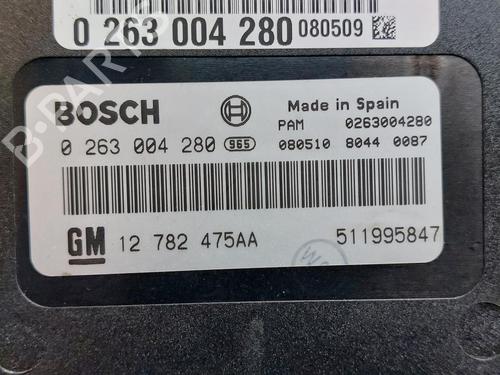 0 263 004 280 080509
B-PARTS
BOSCH Made in Spain
PAM 0263004280
0 263 004 280 965 080510 8044 0087
GM 12 782 475AA 511995847